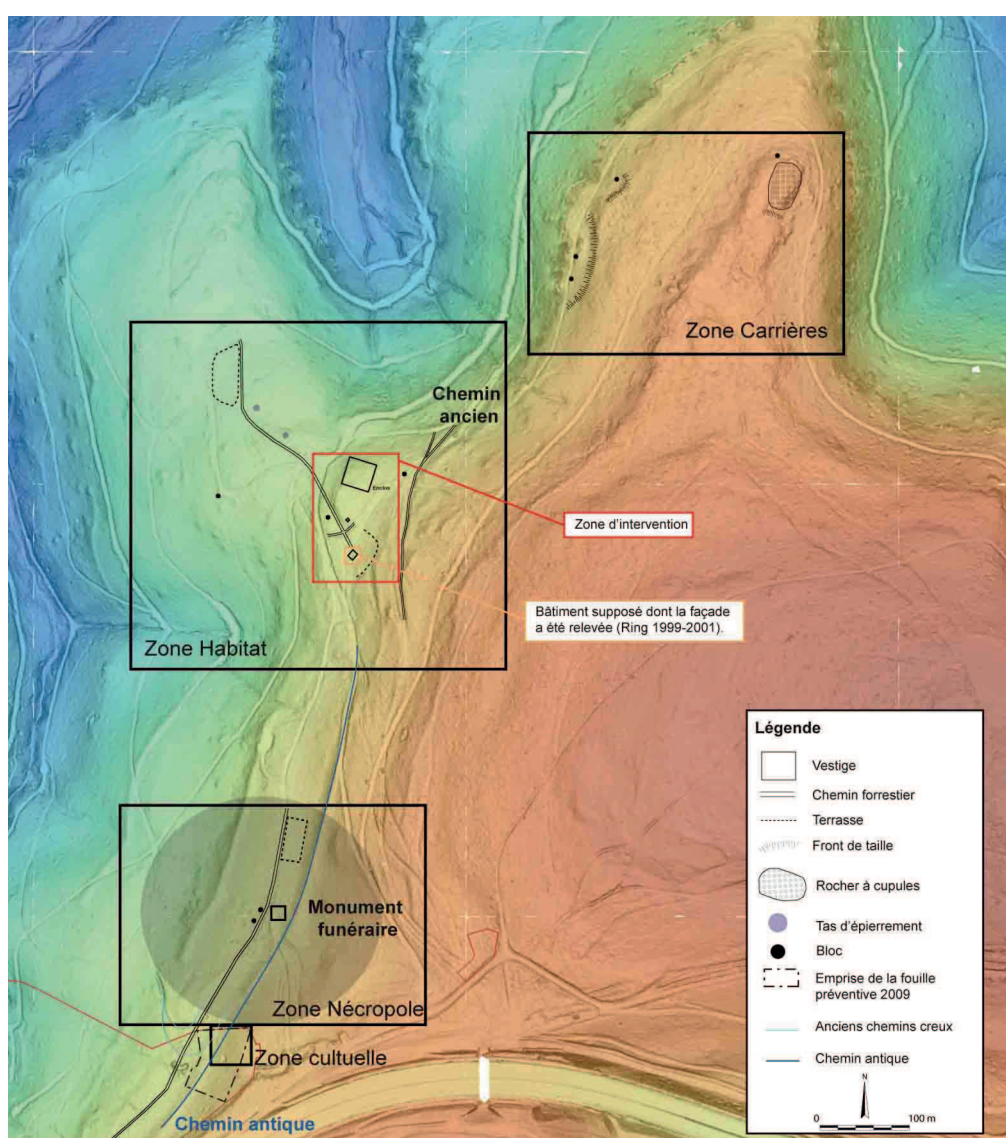 Zone Carrières
Chemin
ancien
Enclos
Zone d'intervention
Bâtiment supposé dont la façade
a été relevée (Ring 1999-2001).
Zone Habitat
Monument
funéraire
Zone Nécropole
Zone cultuelle
Chemin antique
Légende
Vestige
Chemin forrestier
Terrasse
Front de taille
Rocher à cupules
Tas d'épierrement
Bloc
Emprise de la fouille
préventive 2009
Anciens chemins creux
Chemin antique
N
0 100 m